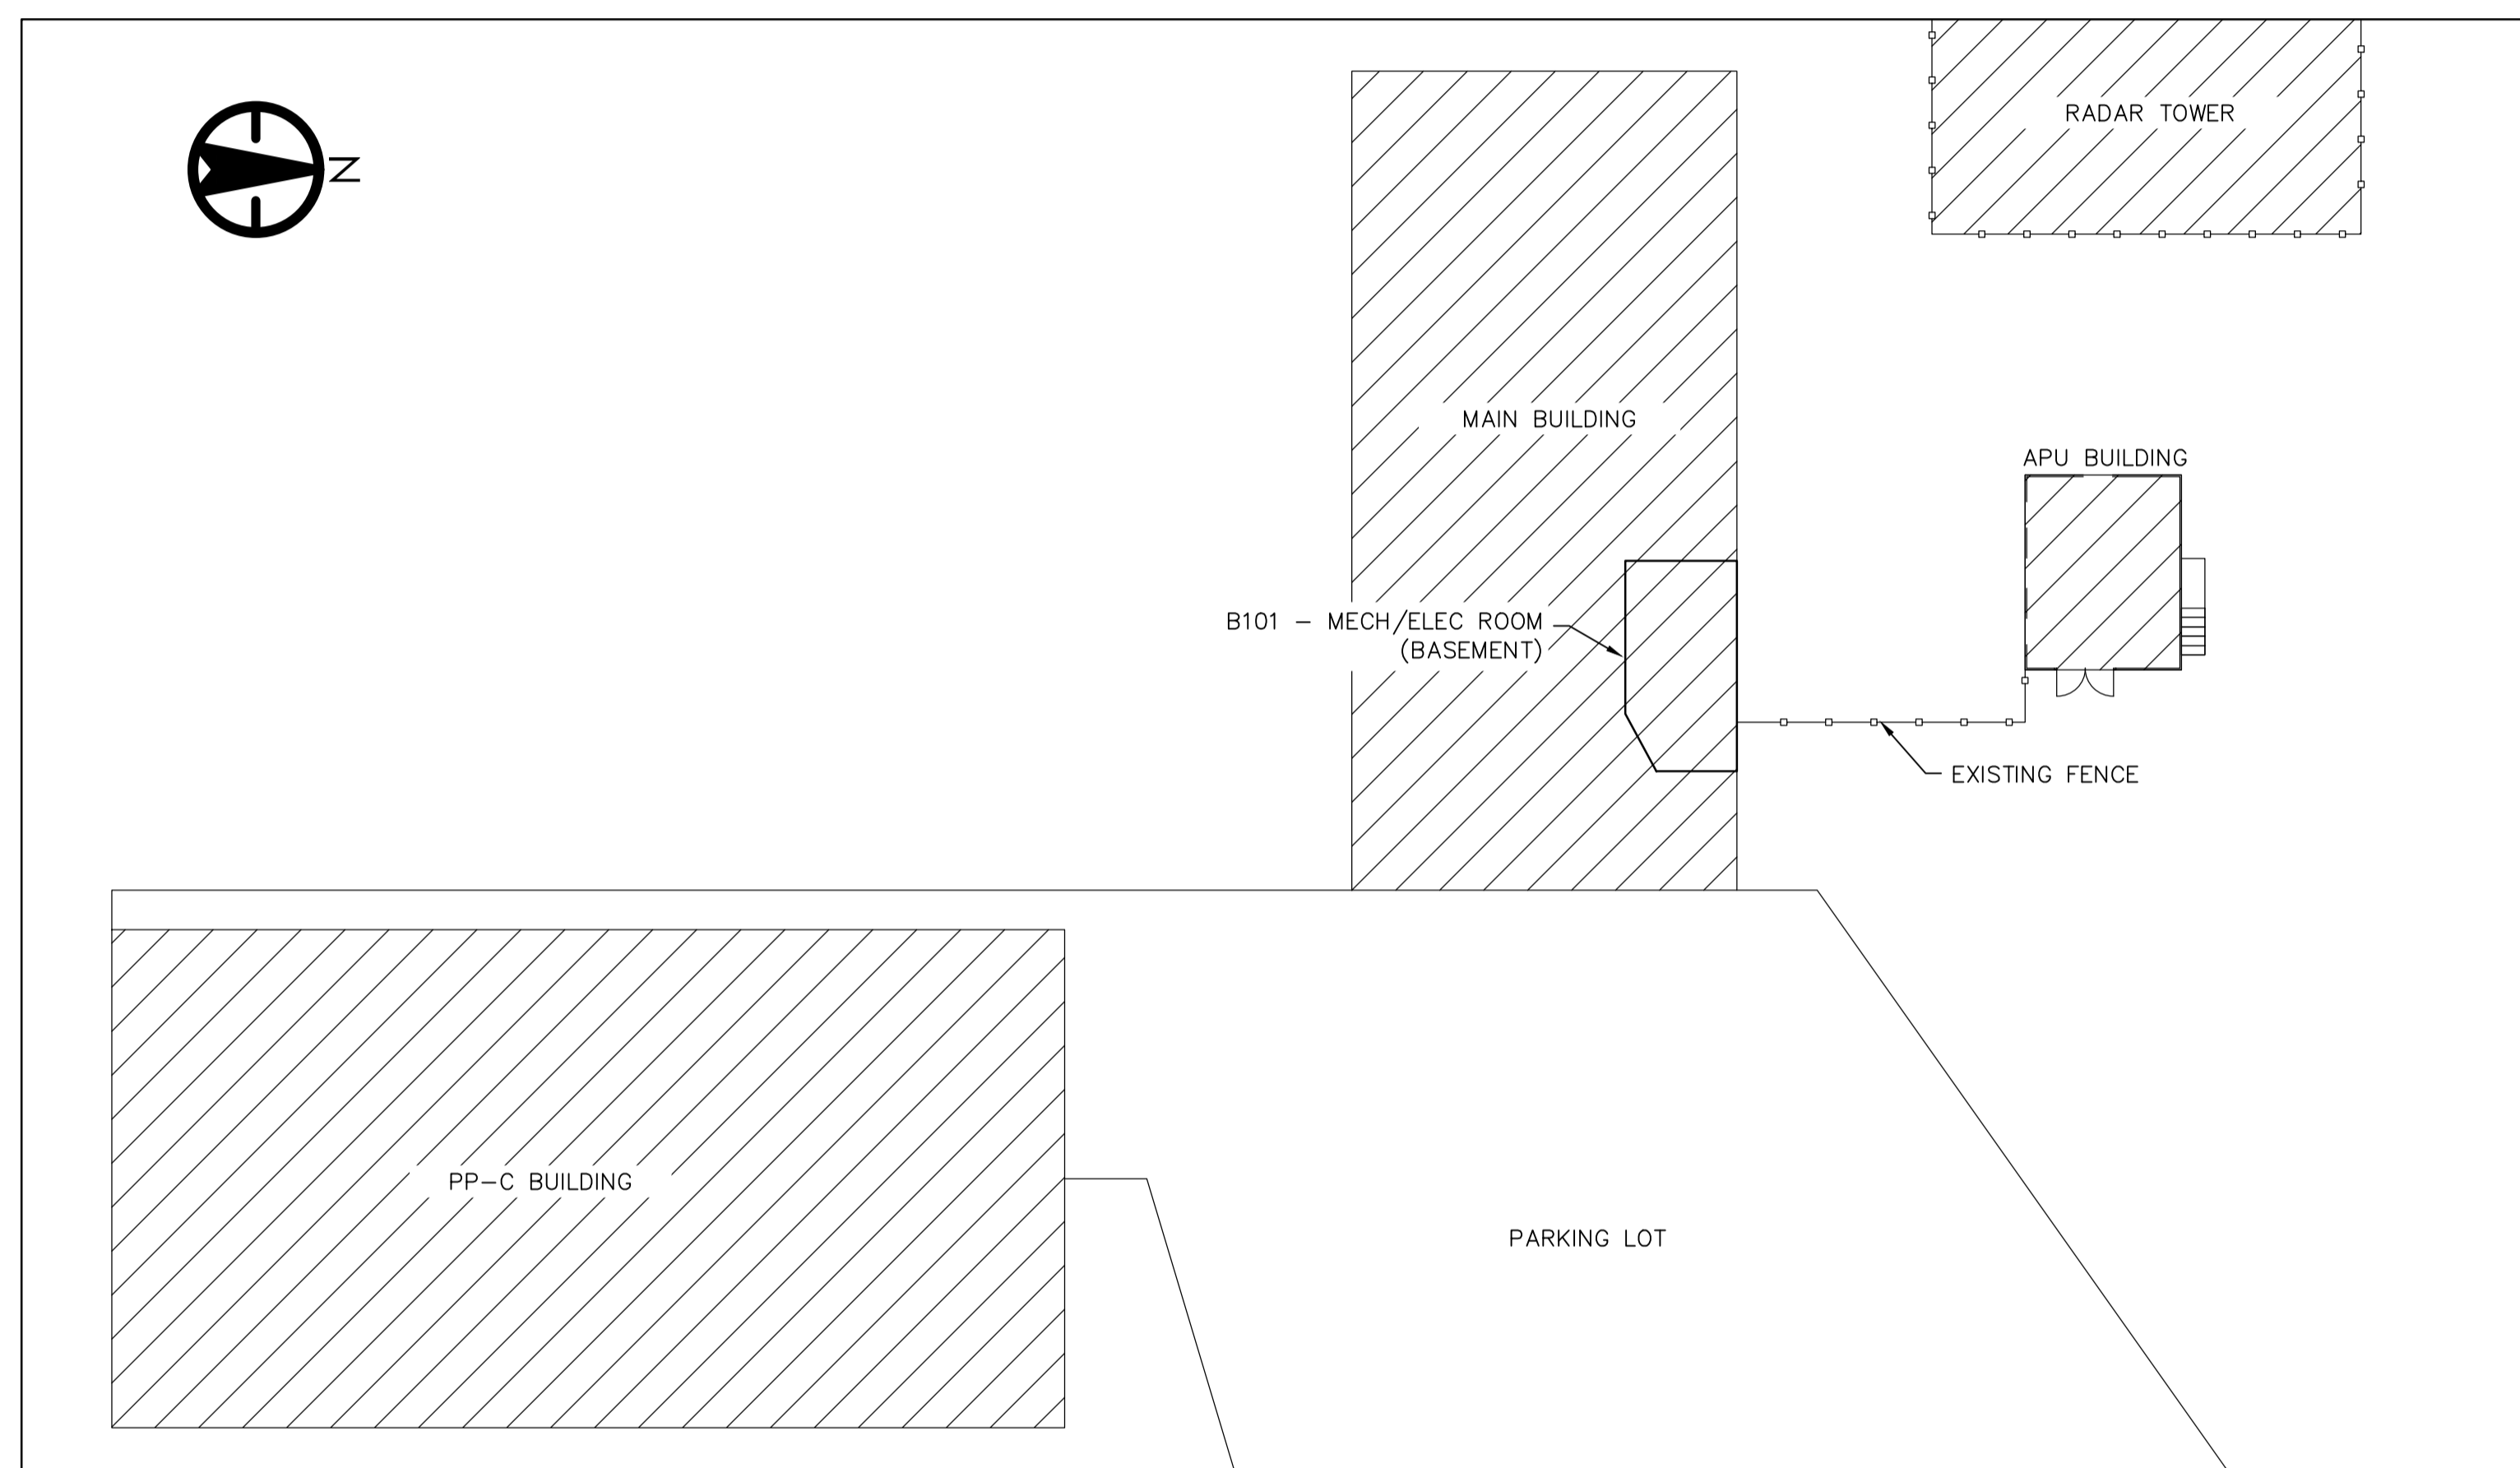 N
RADAR TOWER
MAIN BUILDING
APU BUILDING
B101 - MECH/ELEC ROOM
(BASEMENT)
EXISTING FENCE
PP-C BUILDING
PARKING LOT